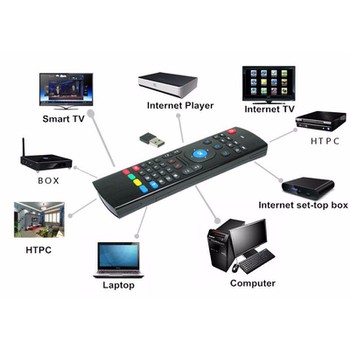 Smart TV
Internet Player
Internet TV
HTPC
BOX
Internet set-top box
HTPC
Laptop
Computer